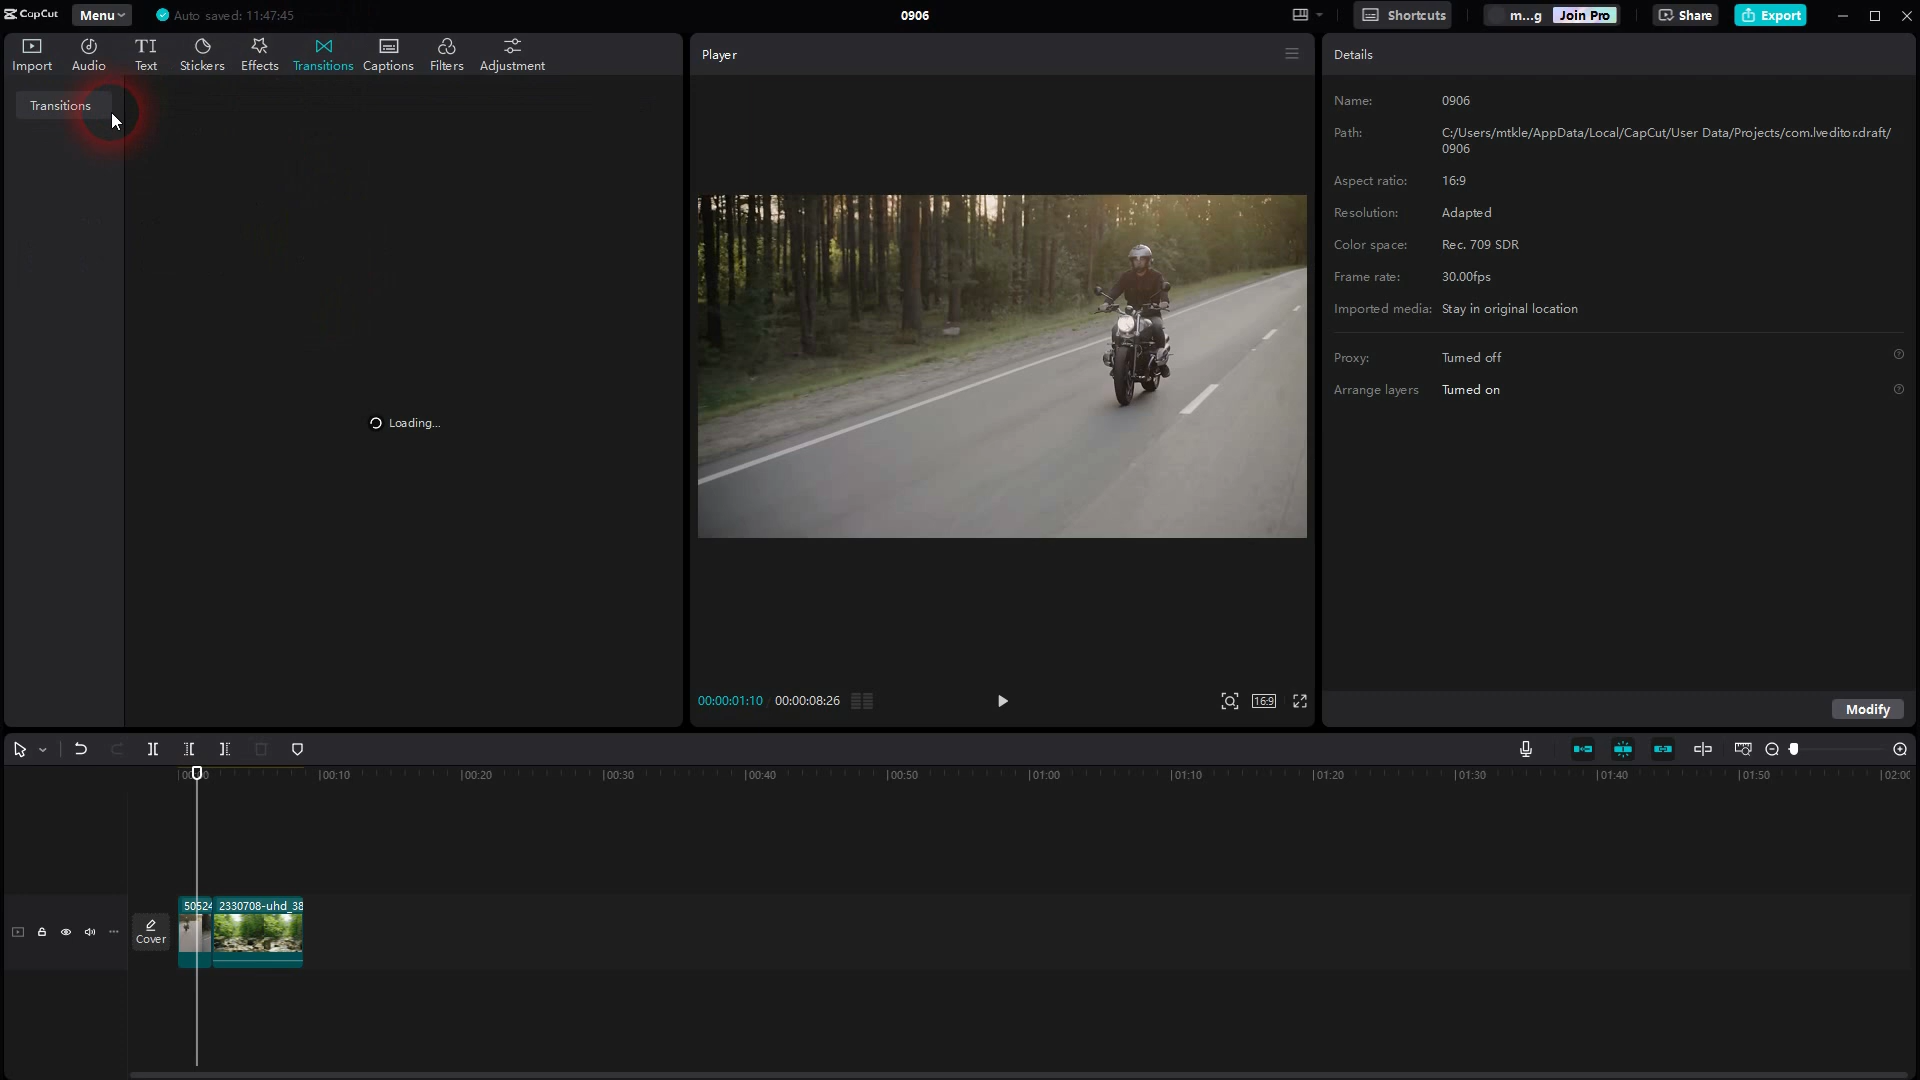 CapCut
Menu
Auto saved: 11:47:45
0906
Shortcuts
m...g
Join Pro
Share
Export
Import
Audio
Text
Stickers
Effects
Transitions
Captions
Filters
Adjustment
Transitions
Loading...
Player
00:00:01:10
00:00:08:26
16:9
Details
Name: 0906
Path: C:/Users/mtkle/AppData/Local/CapCut/User Data/Projects/com.lveditor.draft/
0906
Aspect ratio: 16:9
Resolution: Adapted
Color space: Rec. 709 SDR
Frame rate: 30.00fps
Imported media: Stay in original location
Proxy: Turned off
Arrange layers Turned on
Modify
00:10
00:20
00:30
00:40
00:50
01:00
01:10
01:20
01:30
01:40
01:50
02:00
Cover
50524
2330708-uhd_38